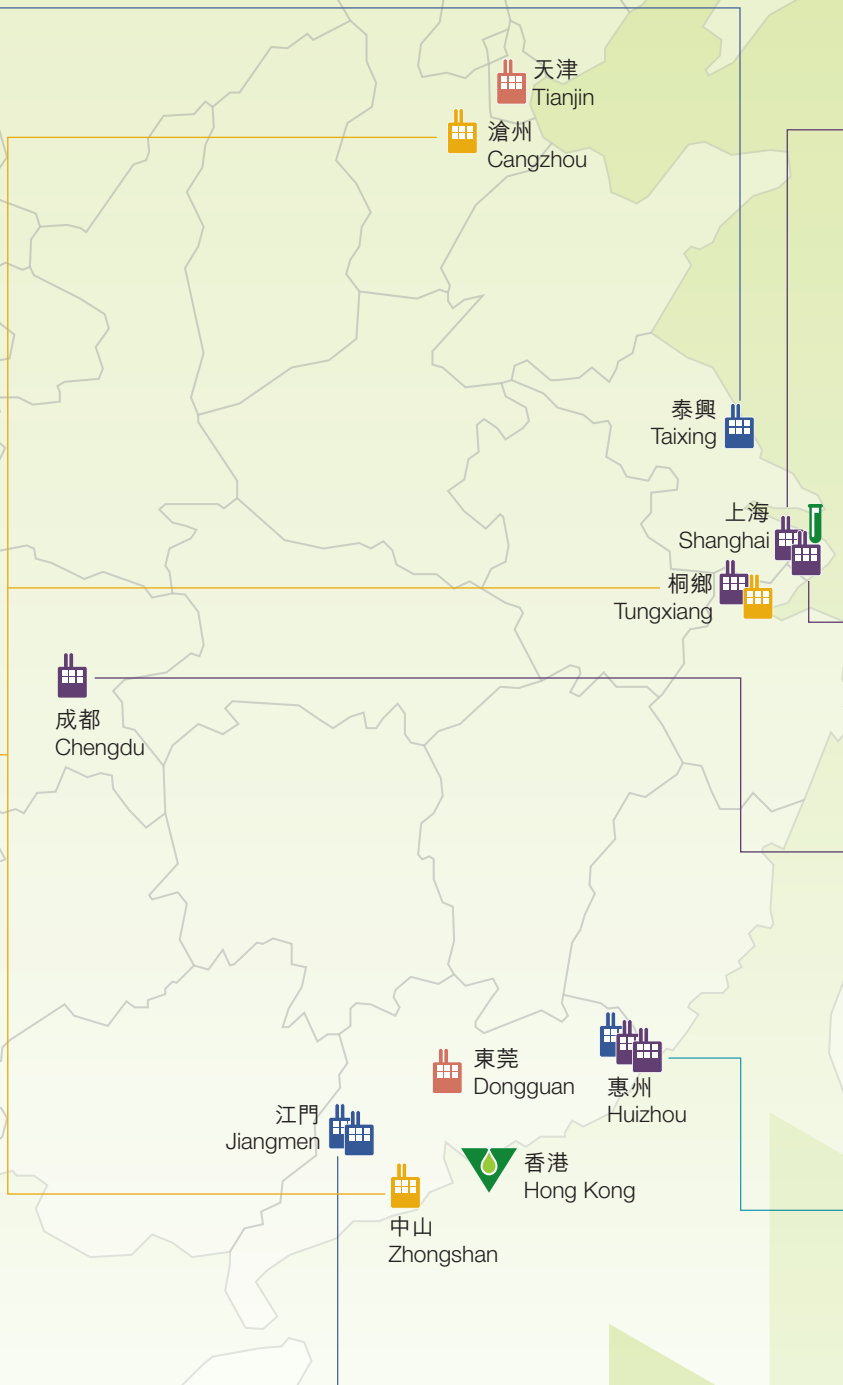 天津
Tianjin
滄州
Cangzhou
泰興
Taixing
上海
Shanghai
桐鄉
Tungxiang
成都
Chengdu
東莞
Dongguan
惠州
Huizhou
江門
Jiangmen
香港
Hong Kong
中山
Zhongshan